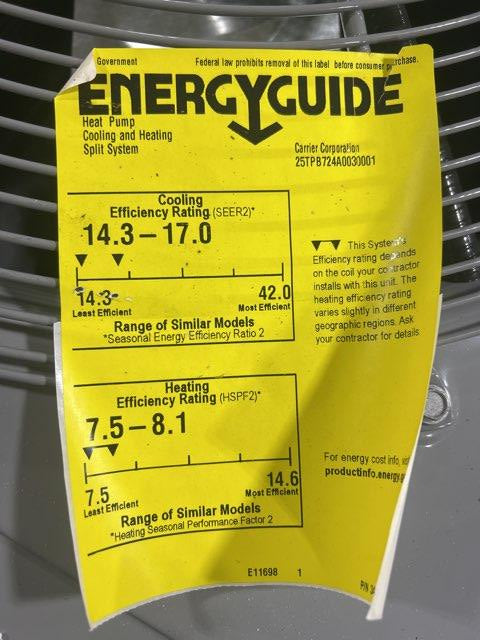 Government Federal law prohibits removal of this label before consumer purchase.
ENERGYGUIDE
Heat Pump
Cooling and Heating
Split System
Carrier Corporation
25TPB724A0030001
Cooling
Efficiency Rating (SEER2)*
14.3 – 17.0
14.3 42.0
Least Efficient Most Efficient
Range of Similar Models
*Seasonal Energy Efficiency Ratio 2
This System's
Efficiency rating depends
on the coil your contractor
installs with this unit. The
heating efficiency rating
varies slightly in different
geographic regions. Ask
your contractor for details
Heating
Efficiency Rating (HSPF2)*
7.5 – 8.1
7.5 14.6
Least Efficient Most Efficient
Range of Similar Models
*Heating Seasonal Performance Factor 2
For energy cost info,
productinfo.energy.g
E11698 1
P/N